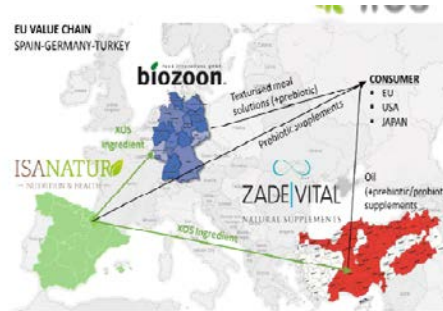 EU VALUE CHAIN
SPAIN-GERMANY-TURKEY
biozoon
XOS
ingredient
Texturised meal
solutions (+prebiotic)
Prebiotic supplements
CONSUMER
• EU
• USA
• JAPAN
ISANATUR
NUTRITION & HEALTH
ZADE|VITAL
NATURAL SUPPLEMENTS
Oil
(+prebiotic/probiot
supplements
XOS Ingredient